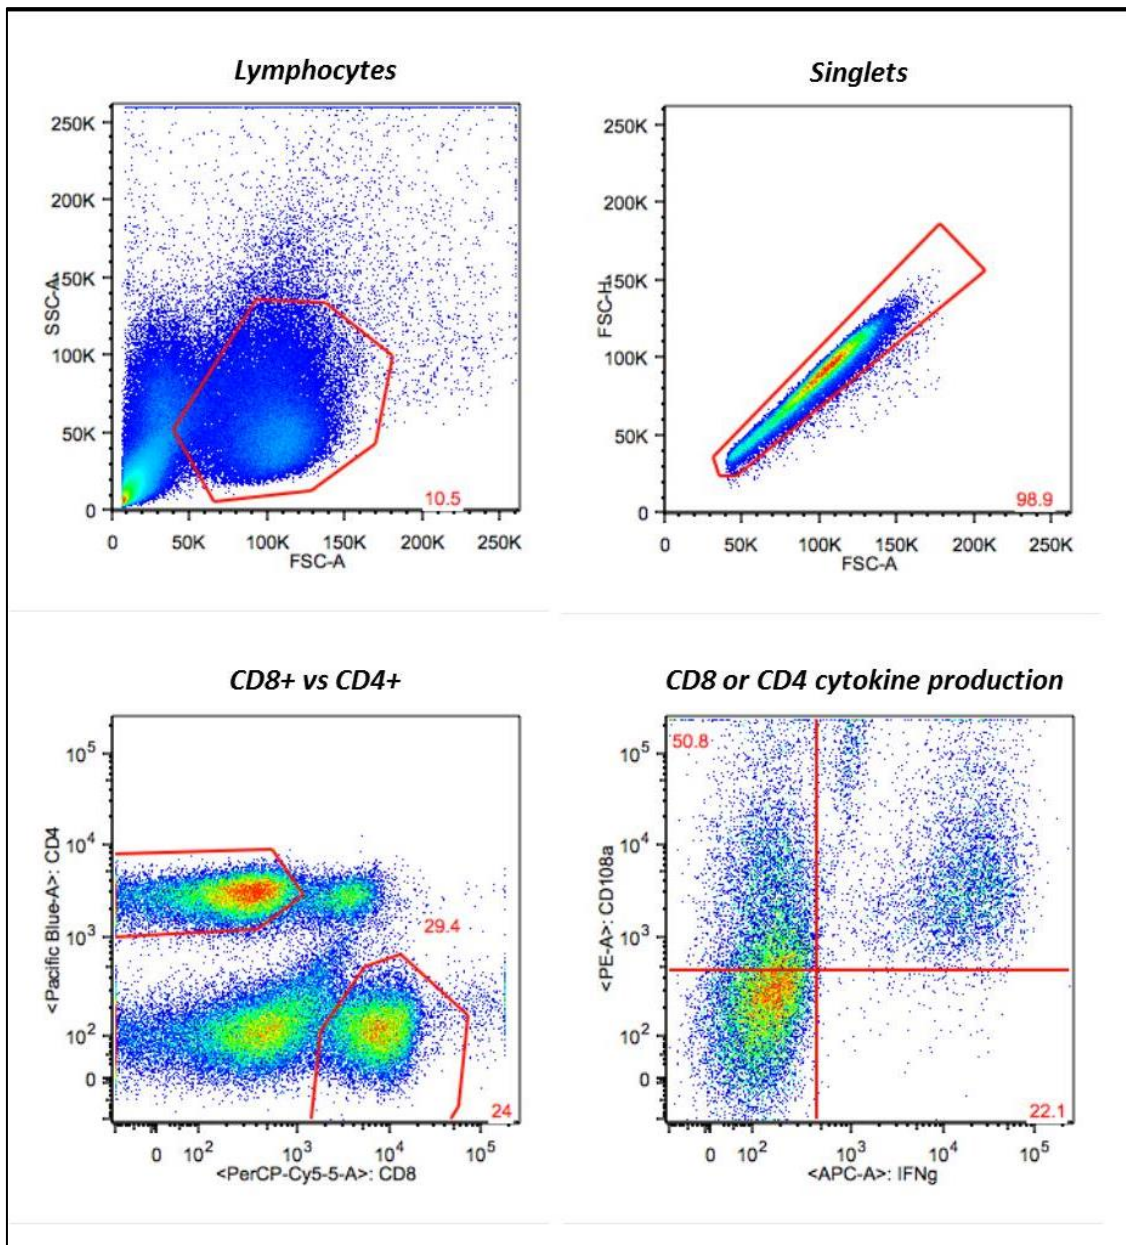 Lymphocytes
Singlets
250K
200K
150K
100K
50K
0
SSC-A
10.5
0 50K 100K 150K 200K 250K
FSC-A
250K
200K
150K
100K
50K
0
FSC-H
98.9
0 50K 100K 150K 200K 250K
FSC-A
CD8+ vs CD4+
CD8 or CD4 cytokine production
10^5
10^4
10^3
10^2
0
<Pacific Blue-A>: CD4
29.4
24
0 10^2 10^3 10^4 10^5
<PerCP-Cy5-5-A>: CD8
50.8
10^5
10^4
10^3
10^2
0
<PE-A>: CD108a
22.1
0 10^2 10^3 10^4 10^5
<APC-A>: IFNg